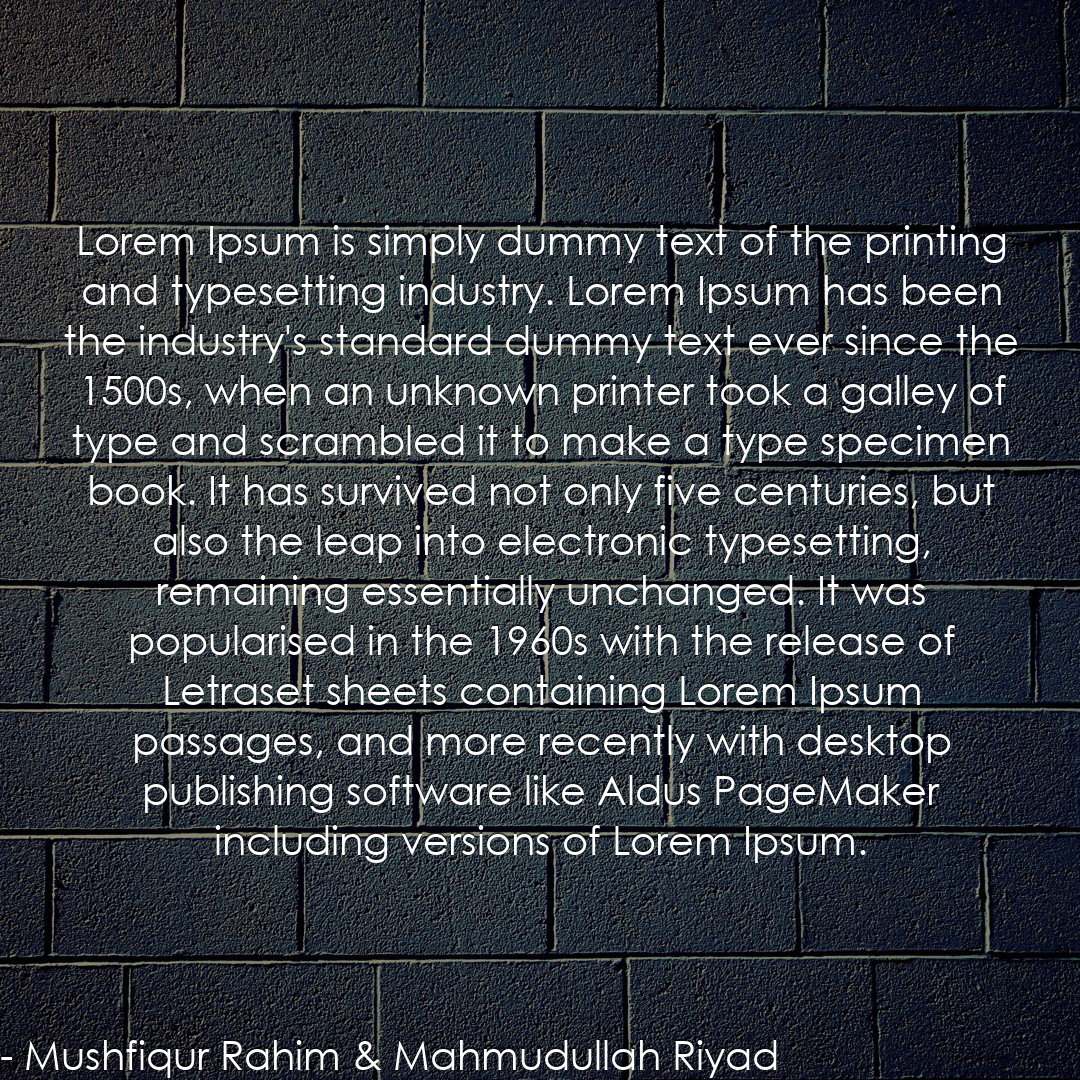 Lorem Ipsum is simply dummy text of the printing
and typesetting industry. Lorem Ipsum has been
the industry's standard dummy text ever since the
1500s, when an unknown printer took a galley of
type and scrambled it to make a type specimen
book. It has survived not only five centuries, but
also the leap into electronic typesetting,
remaining essentially unchanged. It was
popularised in the 1960s with the release of
Letraset sheets containing Lorem Ipsum
passages, and more recently with desktop
publishing software like Aldus PageMaker
including versions of Lorem Ipsum.
- Mushfiqur Rahim & Mahmudullah Riyad